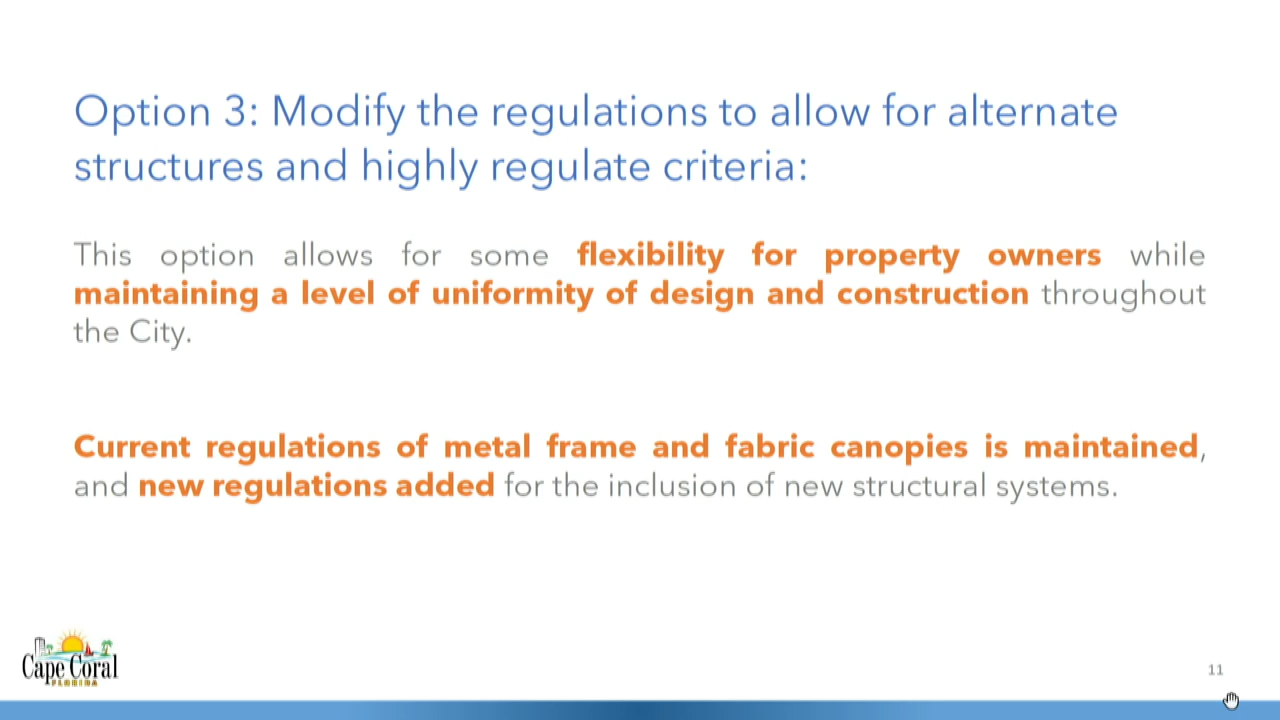 Option 3: Modify the regulations to allow for alternate
structures and highly regulate criteria:
This option allows for some flexibility for property owners while
maintaining a level of uniformity of design and construction throughout
the City.
Current regulations of metal frame and fabric canopies is maintained,
and new regulations added for the inclusion of new structural systems.
Cape Coral
FLORIDA
11